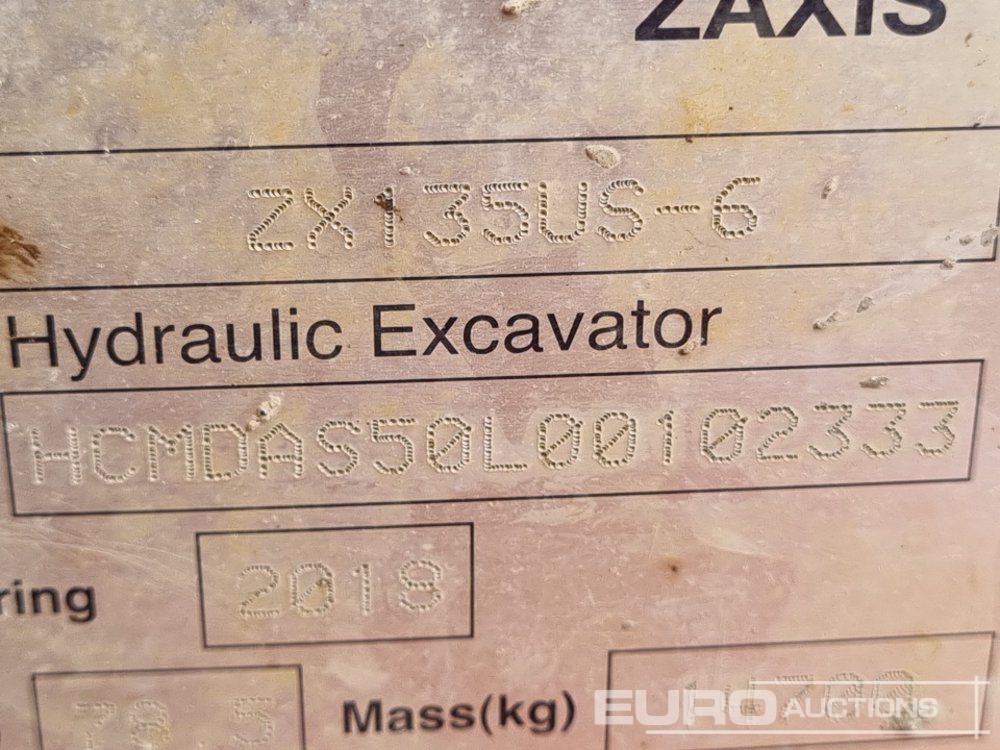 ZAXIS
ZX135US-6
Hydraulic Excavator
HCMDAS50L00102333
ring 2018
Mass(kg)
EURO AUCTIONS